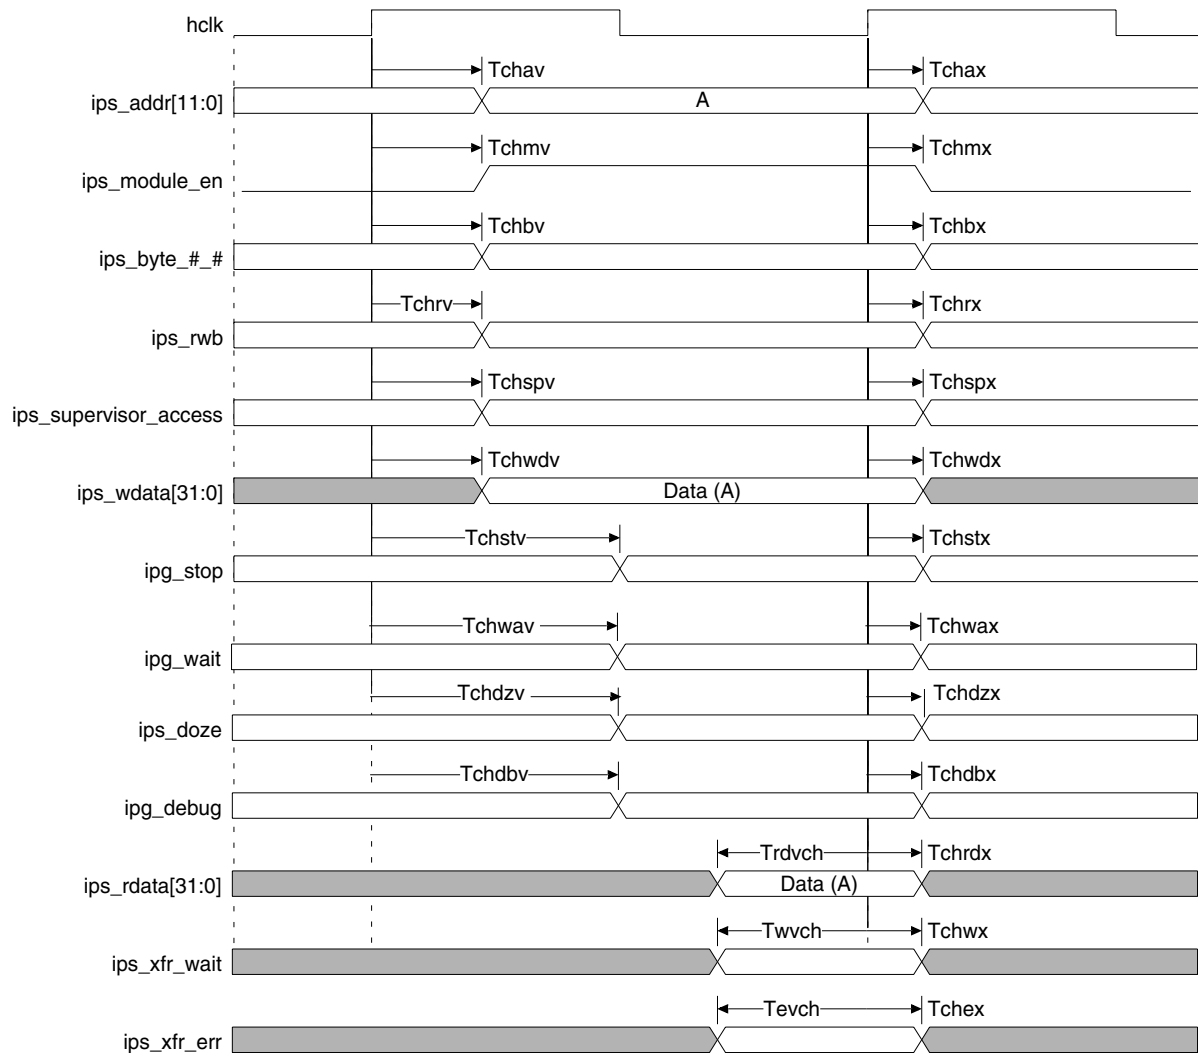 hclk
Tchav Tchax
ips_addr[11:0] A
Tchmv Tchmx
ips_module_en
Tchbv Tchbx
ips_byte_#_#
Tchrv Tchrx
ips_rwb
Tchspv Tchspx
ips_supervisor_access
Tchwdv Tchwdx
ips_wdata[31:0] Data (A)
Tchstv Tchstx
ipg_stop
Tchwav Tchwax
ipg_wait
Tchdzv Tchdzx
ips_doze
Tchdbv Tchdbx
ipg_debug
Trdvch Tchrdx
ips_rdata[31:0] Data (A)
Twvch Tchwx
ips_xfr_wait
Tevch Tchex
ips_xfr_err